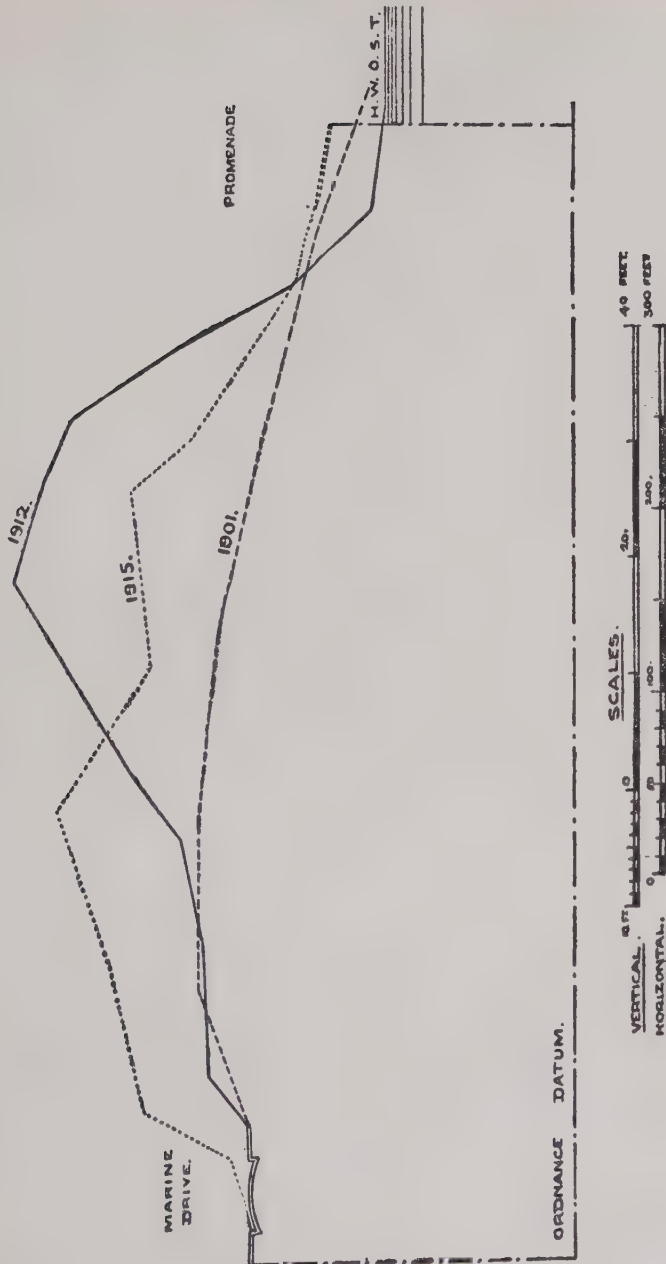 H.W.O.S.T.
PROMENADE
1912.
1915.
1901.
MARINE
DRIVE.
ORDNANCE DATUM.
SCALES.
VERTICAL. 10 FT 0 20. 40 FEET.
HORIZONTAL. 0 50 100. 200. 300 FEET